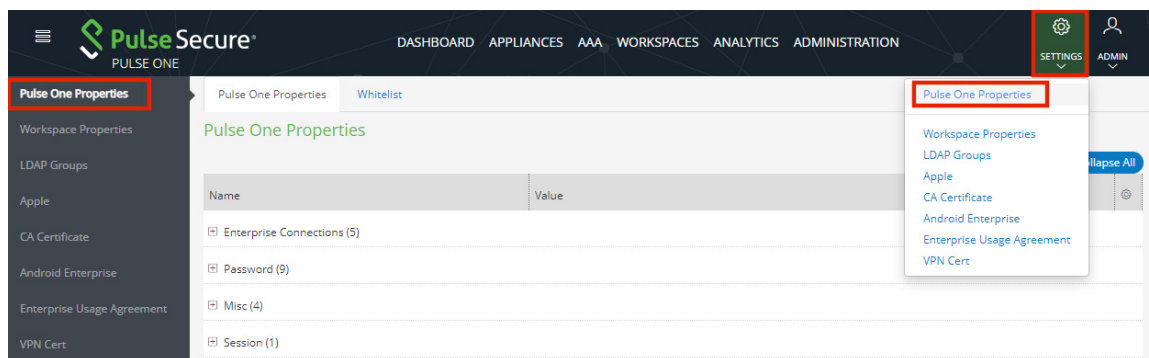 Pulse Secure®
PULSE ONE
DASHBOARD APPLIANCES AAA WORKSPACES ANALYTICS ADMINISTRATION
SETTINGS
ADMIN
Pulse One Properties
Workspace Properties
LDAP Groups
Apple
CA Certificate
Android Enterprise
Enterprise Usage Agreement
VPN Cert
Pulse One Properties Whitelist
Pulse One Properties
llapse All
Name Value
Enterprise Connections (5)
Password (9)
Misc (4)
Session (1)
Pulse One Properties
Workspace Properties
LDAP Groups
Apple
CA Certificate
Android Enterprise
Enterprise Usage Agreement
VPN Cert